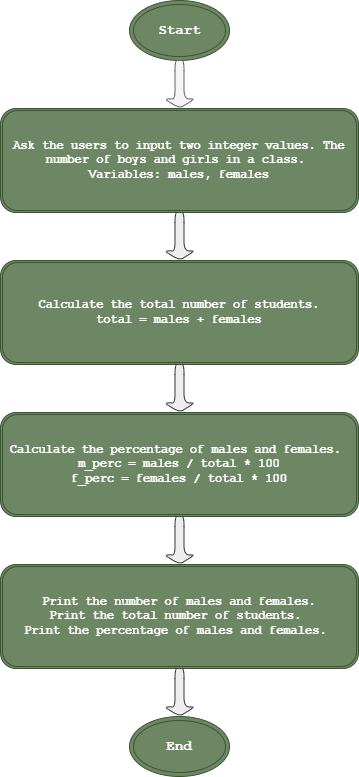 Start
Ask the users to input two integer values. The
number of boys and girls in a class.
Variables: males, females
Calculate the total number of students.
total = males + females
Calculate the percentage of males and females.
m_perc = males / total * 100
f_perc = females / total * 100
Print the number of males and females.
Print the total number of students.
Print the percentage of males and females.
End